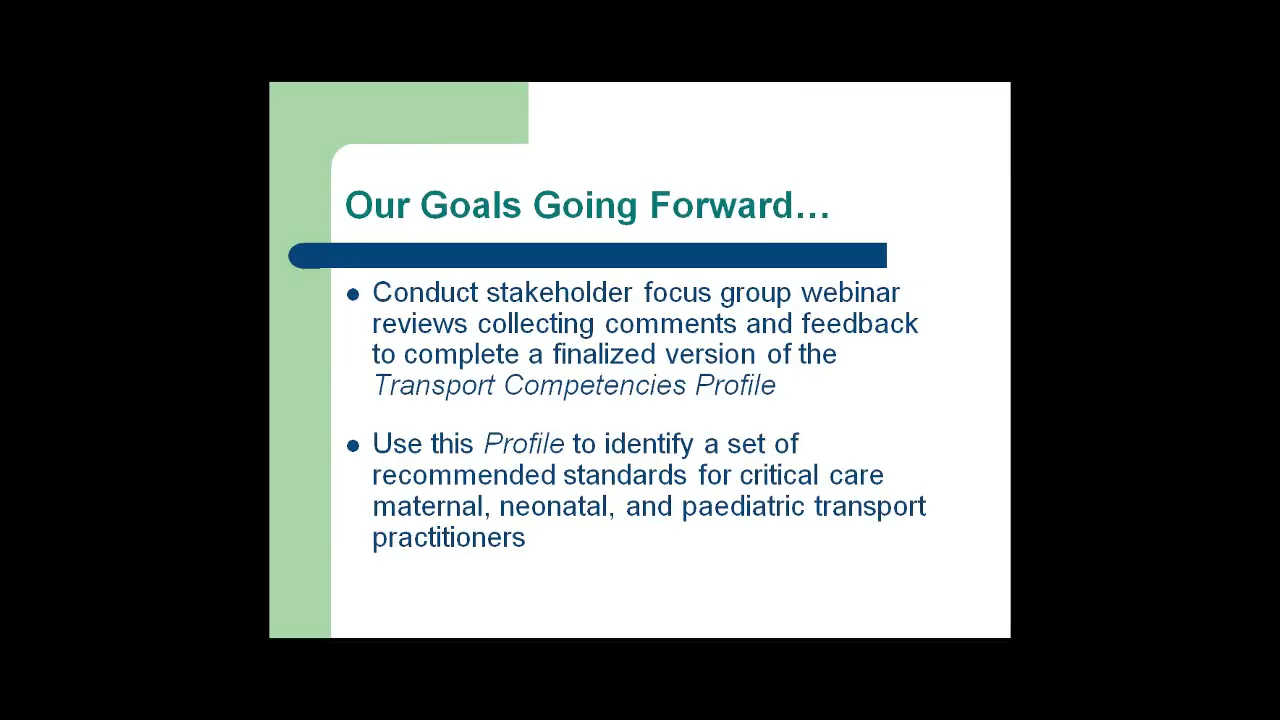 Our Goals Going Forward…
● Conduct stakeholder focus group webinar
reviews collecting comments and feedback
to complete a finalized version of the
Transport Competencies Profile
● Use this Profile to identify a set of
recommended standards for critical care
maternal, neonatal, and paediatric transport
practitioners